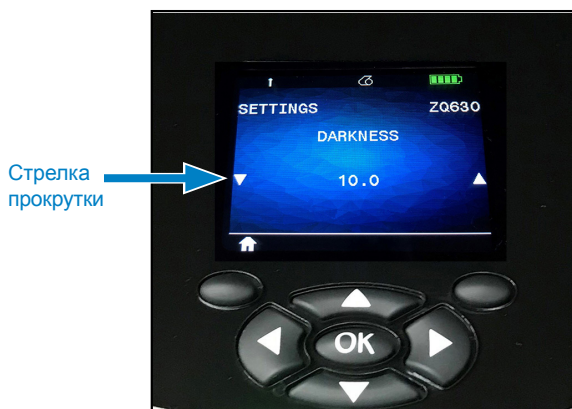 SETTINGS ZQ630
DARKNESS
Стрелка
прокрутки
10.0
OK